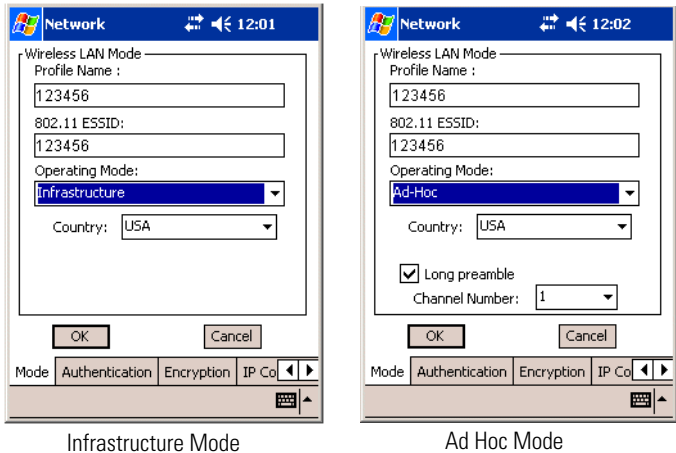 Network 12:01
Wireless LAN Mode
Profile Name :
123456
802.11 ESSID:
123456
Operating Mode:
Infrastructure
Country: USA
OK Cancel
Mode Authentication Encryption IP Co
Infrastructure Mode
Network 12:02
Wireless LAN Mode
Profile Name :
123456
802.11 ESSID:
123456
Operating Mode:
Ad-Hoc
Country: USA
Long preamble
Channel Number: 1
OK Cancel
Mode Authentication Encryption IP Co
Ad Hoc Mode